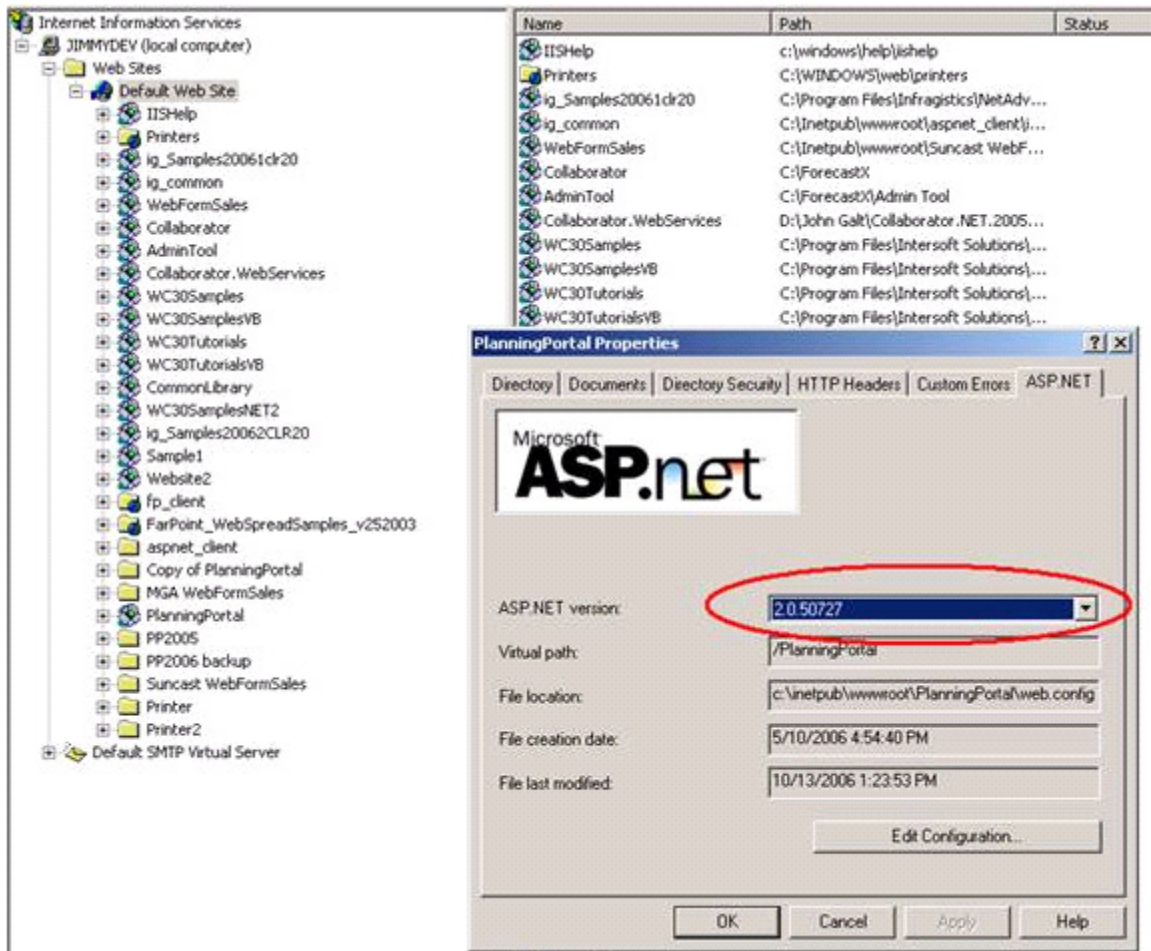 Internet Information Services
JIMMYDEV (local computer)
Web Sites
Default Web Site
IISHelp
Printers
ig_Samples20061clr20
ig_common
WebFormSales
Collaborator
AdminTool
Collaborator.WebServices
WC30Samples
WC30SamplesVB
WC30Tutorials
WC30TutorialsVB
CommonLibrary
WC30SamplesNET2
ig_Samples20062CLR20
Sample1
Website2
fp_client
FarPoint_WebSpreadSamples_v252003
aspnet_client
Copy of PlanningPortal
MGA WebFormSales
PlanningPortal
PP2005
PP2006 backup
Suncast WebFormSales
Printer
Printer2
Default SMTP Virtual Server
Name Path Status
IISHelp c:\windows\help\iishelp
Printers C:\WINDOWS\web\printers
ig_Samples20061clr20 C:\Program Files\Infragistics\NetAdv...
ig_common C:\Inetpub\wwwroot\aspnet_client\i...
WebFormSales C:\Inetpub\wwwroot\Suncast WebF...
Collaborator C:\ForecastX
AdminTool C:\ForecastX\Admin Tool
Collaborator.WebServices D:\John Galt\Collaborator.NET.2005...
WC30Samples C:\Program Files\Intersoft Solutions\...
WC30SamplesVB C:\Program Files\Intersoft Solutions\...
WC30Tutorials C:\Program Files\Intersoft Solutions\...
WC30TutorialsVB C:\Program Files\Intersoft Solutions\...
PlanningPortal Properties
Directory Documents Directory Security HTTP Headers Custom Errors ASP.NET
Microsoft
ASP.net
ASP.NET version: 2.0.50727
Virtual path: /PlanningPortal
File location: c:\inetpub\wwwroot\PlanningPortal\web.config
File creation date: 5/10/2006 4:54:40 PM
File last modified: 10/13/2006 1:23:53 PM
Edit Configuration...
OK Cancel Apply Help